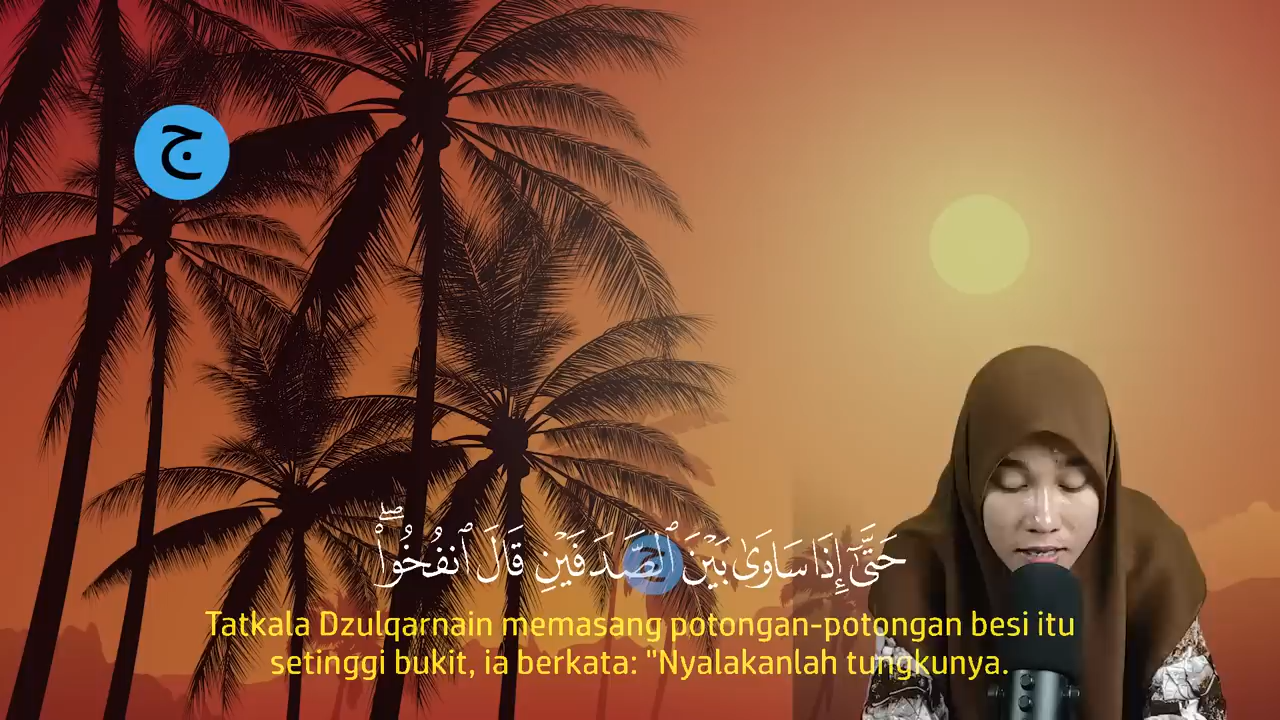 ج
حَتَّىٰٓ إِذَا سَاوَىٰ بَيْنَ ٱلصَّدَفَيْنِ قَالَ ٱنفُخُوا۟ۖ
Tatkala Dzulqarnain memasang potongan-potongan besi itu
setinggi bukit, ia berkata: "Nyalakanlah tungkunya.